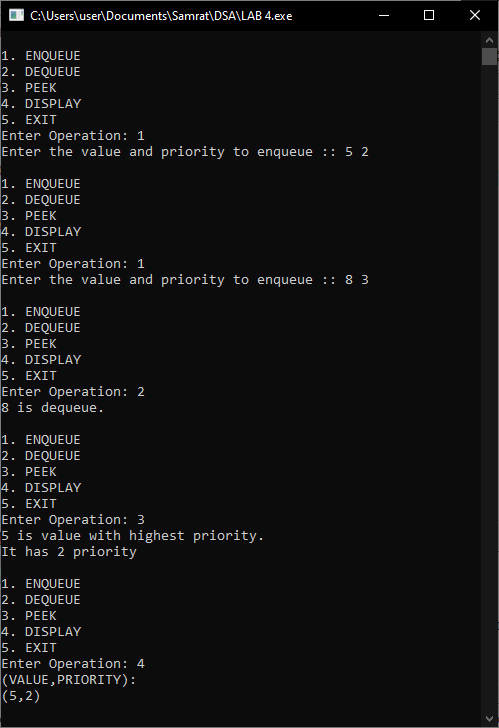 C:\Users\user\Documents\Samrat\DSA\LAB 4.exe
1. ENQUEUE
2. DEQUEUE
3. PEEK
4. DISPLAY
5. EXIT
Enter Operation: 1
Enter the value and priority to enqueue :: 5 2
1. ENQUEUE
2. DEQUEUE
3. PEEK
4. DISPLAY
5. EXIT
Enter Operation: 1
Enter the value and priority to enqueue :: 8 3
1. ENQUEUE
2. DEQUEUE
3. PEEK
4. DISPLAY
5. EXIT
Enter Operation: 2
8 is dequeue.
1. ENQUEUE
2. DEQUEUE
3. PEEK
4. DISPLAY
5. EXIT
Enter Operation: 3
5 is value with highest priority.
It has 2 priority
1. ENQUEUE
2. DEQUEUE
3. PEEK
4. DISPLAY
5. EXIT
Enter Operation: 4
(VALUE,PRIORITY):
(5,2)